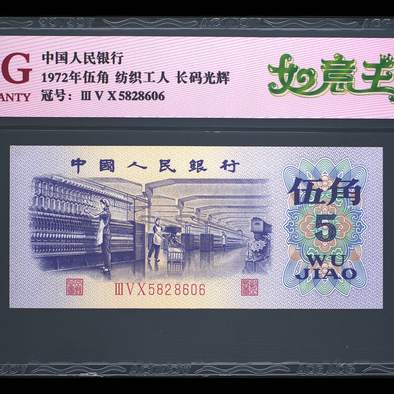 G
ANTY
中国人民银行
1972年伍角 纺织工人 长码光辉
冠号: ⅢⅤⅩ5828606
如意王
中國人民銀行
伍角
5
WU
JIAO
ⅢⅤⅩ5828606